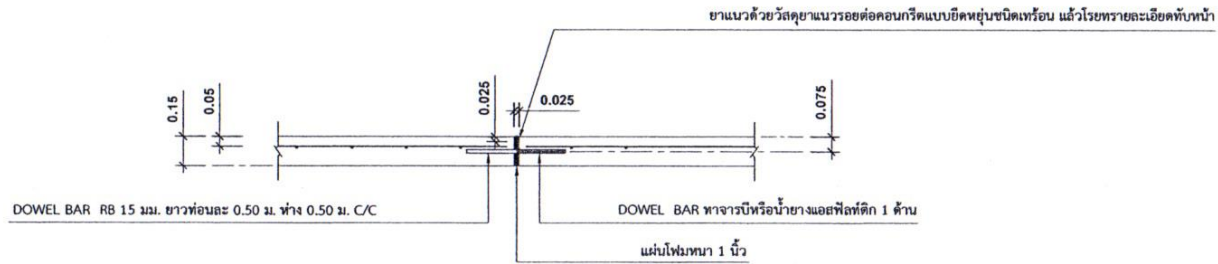 ยาแนวด้วยวัสดุยาแนวรอยต่อคอนกรีตแบบยืดหยุ่นชนิดเทร้อน แล้วโรยทรายละเอียดทับหน้า
0.15
0.05
0.025
0.025
0.075
DOWEL BAR RB 15 มม. ยาวท่อนละ 0.50 ม. ห่าง 0.50 ม. C/C
DOWEL BAR ทาจารบีหรือน้ำยางแอสฟัลท์ติก 1 ด้าน
แผ่นโฟมหนา 1 นิ้ว